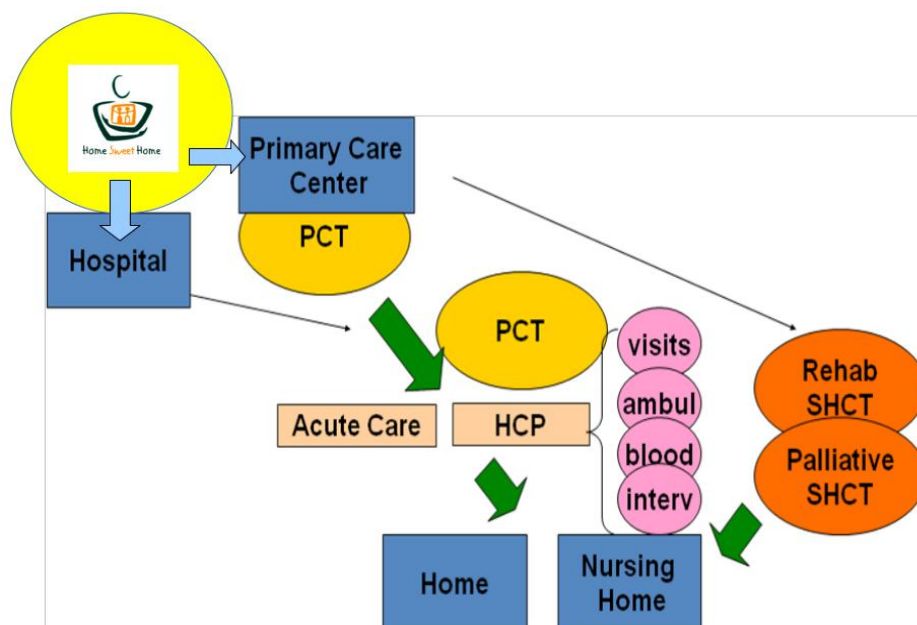 Home Sweet Home
Primary Care
Center
PCT
Hospital
PCT
visits
Rehab
SHCT
ambul
Acute Care
HCP
blood
Palliative
SHCT
interv
Home
Nursing
Home